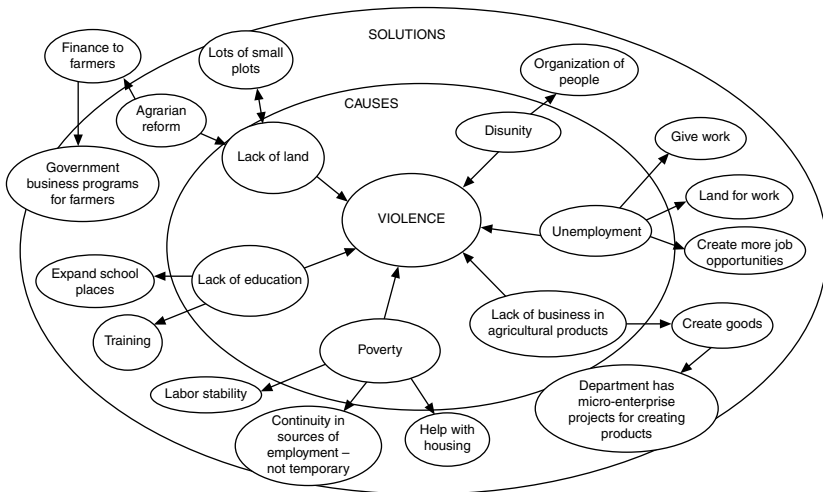 SOLUTIONS
Finance to
farmers
Lots of small
plots
Organization of
people
Agrarian
reform
CAUSES
Disunity
Give work
Lack of land
Government
business programs
for farmers
Land for work
VIOLENCE
Unemployment
Create more job
opportunities
Expand school
places
Lack of education
Lack of business in
agricultural products
Create goods
Training
Poverty
Labor stability
Department has
micro-enterprise
projects for creating
products
Continuity in
sources of
employment –
not temporary
Help with
housing